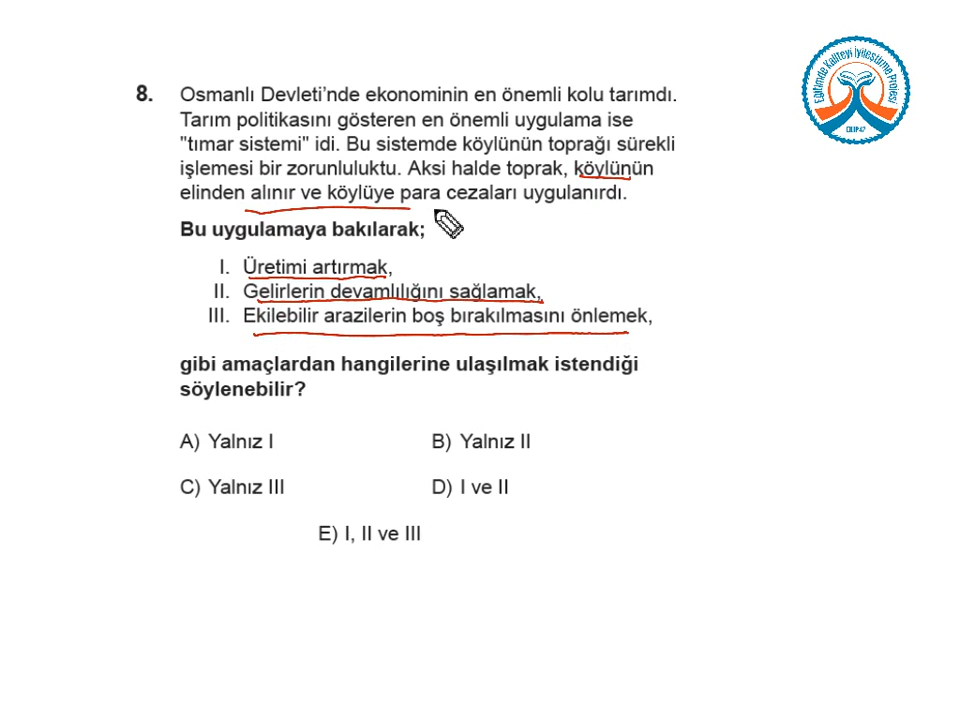 Eğitimde Kaliteyi İyileştirme Projesi
8. Osmanlı Devleti'nde ekonominin en önemli kolu tarımdı.
Tarım politikasını gösteren en önemli uygulama ise
"tımar sistemi" idi. Bu sistemde köylünün toprağı sürekli
işlemesi bir zorunluluktu. Aksi halde toprak, köylünün
elinden alınır ve köylüye para cezaları uygulanırdı.
Bu uygulamaya bakılarak;
I. Üretimi artırmak,
II. Gelirlerin devamlılığını sağlamak,
III. Ekilebilir arazilerin boş bırakılmasını önlemek,
gibi amaçlardan hangilerine ulaşılmak istendiği
söylenebilir?
A) Yalnız I B) Yalnız II
C) Yalnız III D) I ve II
E) I, II ve III